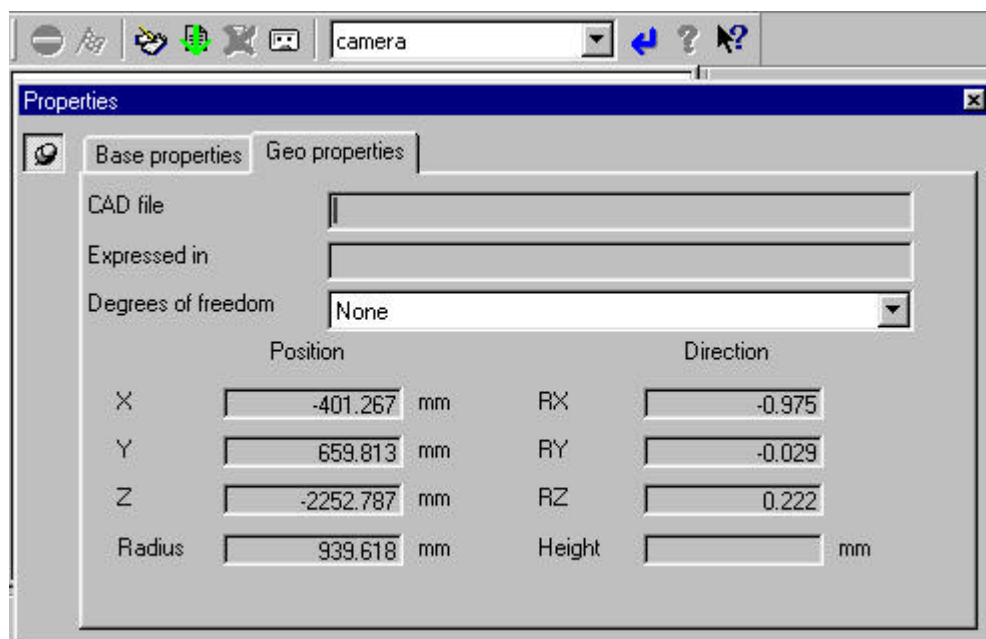 camera
Properties
Base properties Geo properties
CAD file
Expressed in
Degrees of freedom None
Position Direction
X -401.267 mm RX -0.975
Y 659.813 mm RY -0.029
Z -2252.787 mm RZ 0.222
Radius 939.618 mm Height mm